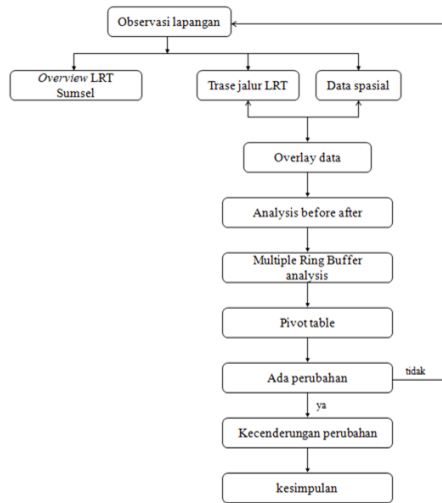 Observasi lapangan
Overview LRT
Sumsel
Trase jalur LRT
Data spasial
Overlay data
Analysis before after
Multiple Ring Buffer
analysis
Pivot table
Ada perubahan
tidak
ya
Kecenderungan perubahan
kesimpulan